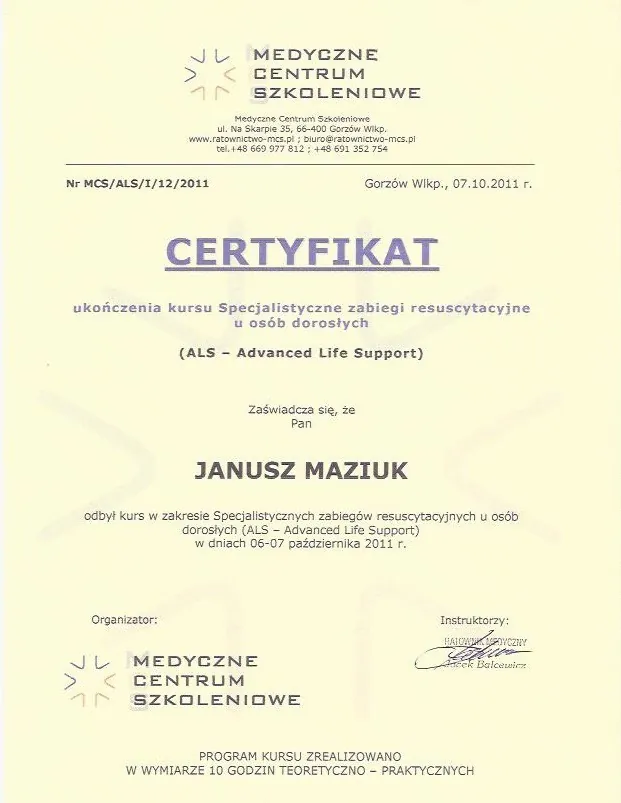 MEDYCZNE
CENTRUM
SZKOLENIOWE
Medyczne Centrum Szkoleniowe
ul. Na Skarpie 35, 66-400 Gorzów Wlkp.
www.ratownictwo-mcs.pl ; biuro@ratownictwo-mcs.pl
tel.+48 669 977 812 ; +48 691 352 754
Nr MCS/ALS/I/12/2011
Gorzów Wlkp., 07.10.2011 r.
CERTYFIKAT
ukończenia kursu Specjalistyczne zabiegi resuscytacyjne
u osób dorosłych
(ALS – Advanced Life Support)
Zaświadcza się, że
Pan
JANUSZ MAZIUK
odbył kurs w zakresie Specjalistycznych zabiegów resuscytacyjnych u osób
dorosłych (ALS – Advanced Life Support)
w dniach 06-07 października 2011 r.
Organizator:
Instruktorzy:
MEDYCZNE
CENTRUM
SZKOLENIOWE
RATOWNIK MEDYCZNY
Jacek Balcewicz
PROGRAM KURSU ZREALIZOWANO
W WYMIARZE 10 GODZIN TEORETYCZNO – PRAKTYCZNYCH